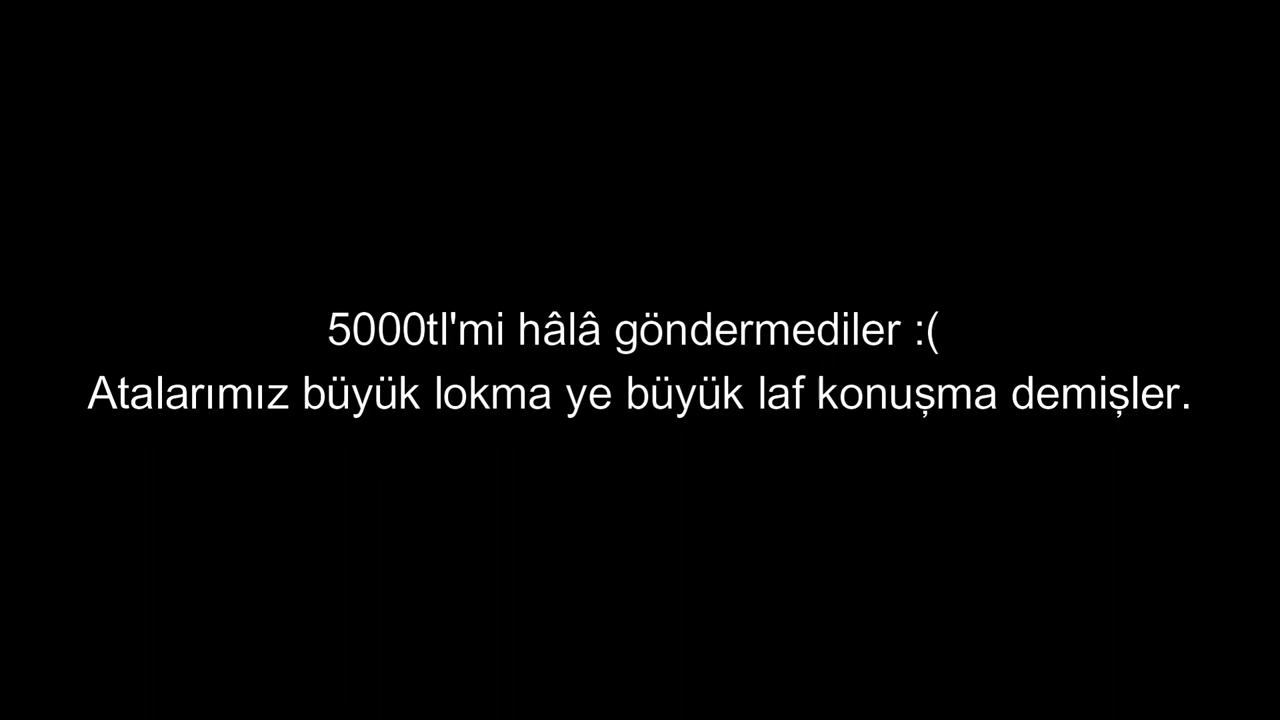 5000tl'mi hâlâ göndermediler :(
Atalarımız büyük lokma ye büyük laf konuşma demişler.